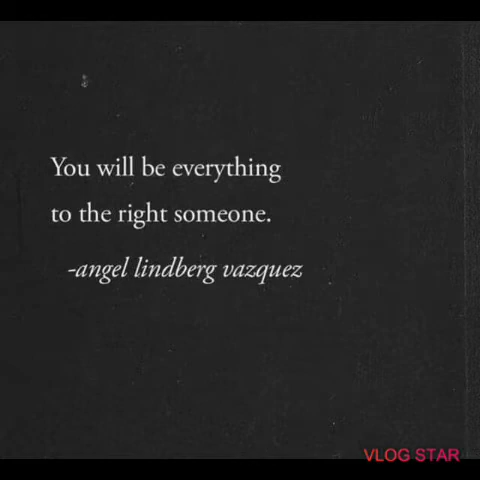 You will be everything
to the right someone.
-angel lindberg vazquez
VLOG STAR